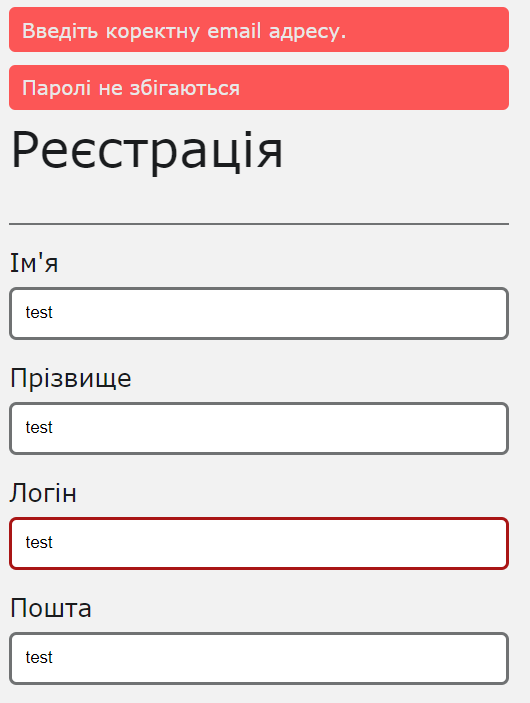 Введіть коректну email адресу.
Паролі не збігаються
Реєстрація
Ім'я
test
Прізвище
test
Логін
test
Пошта
test